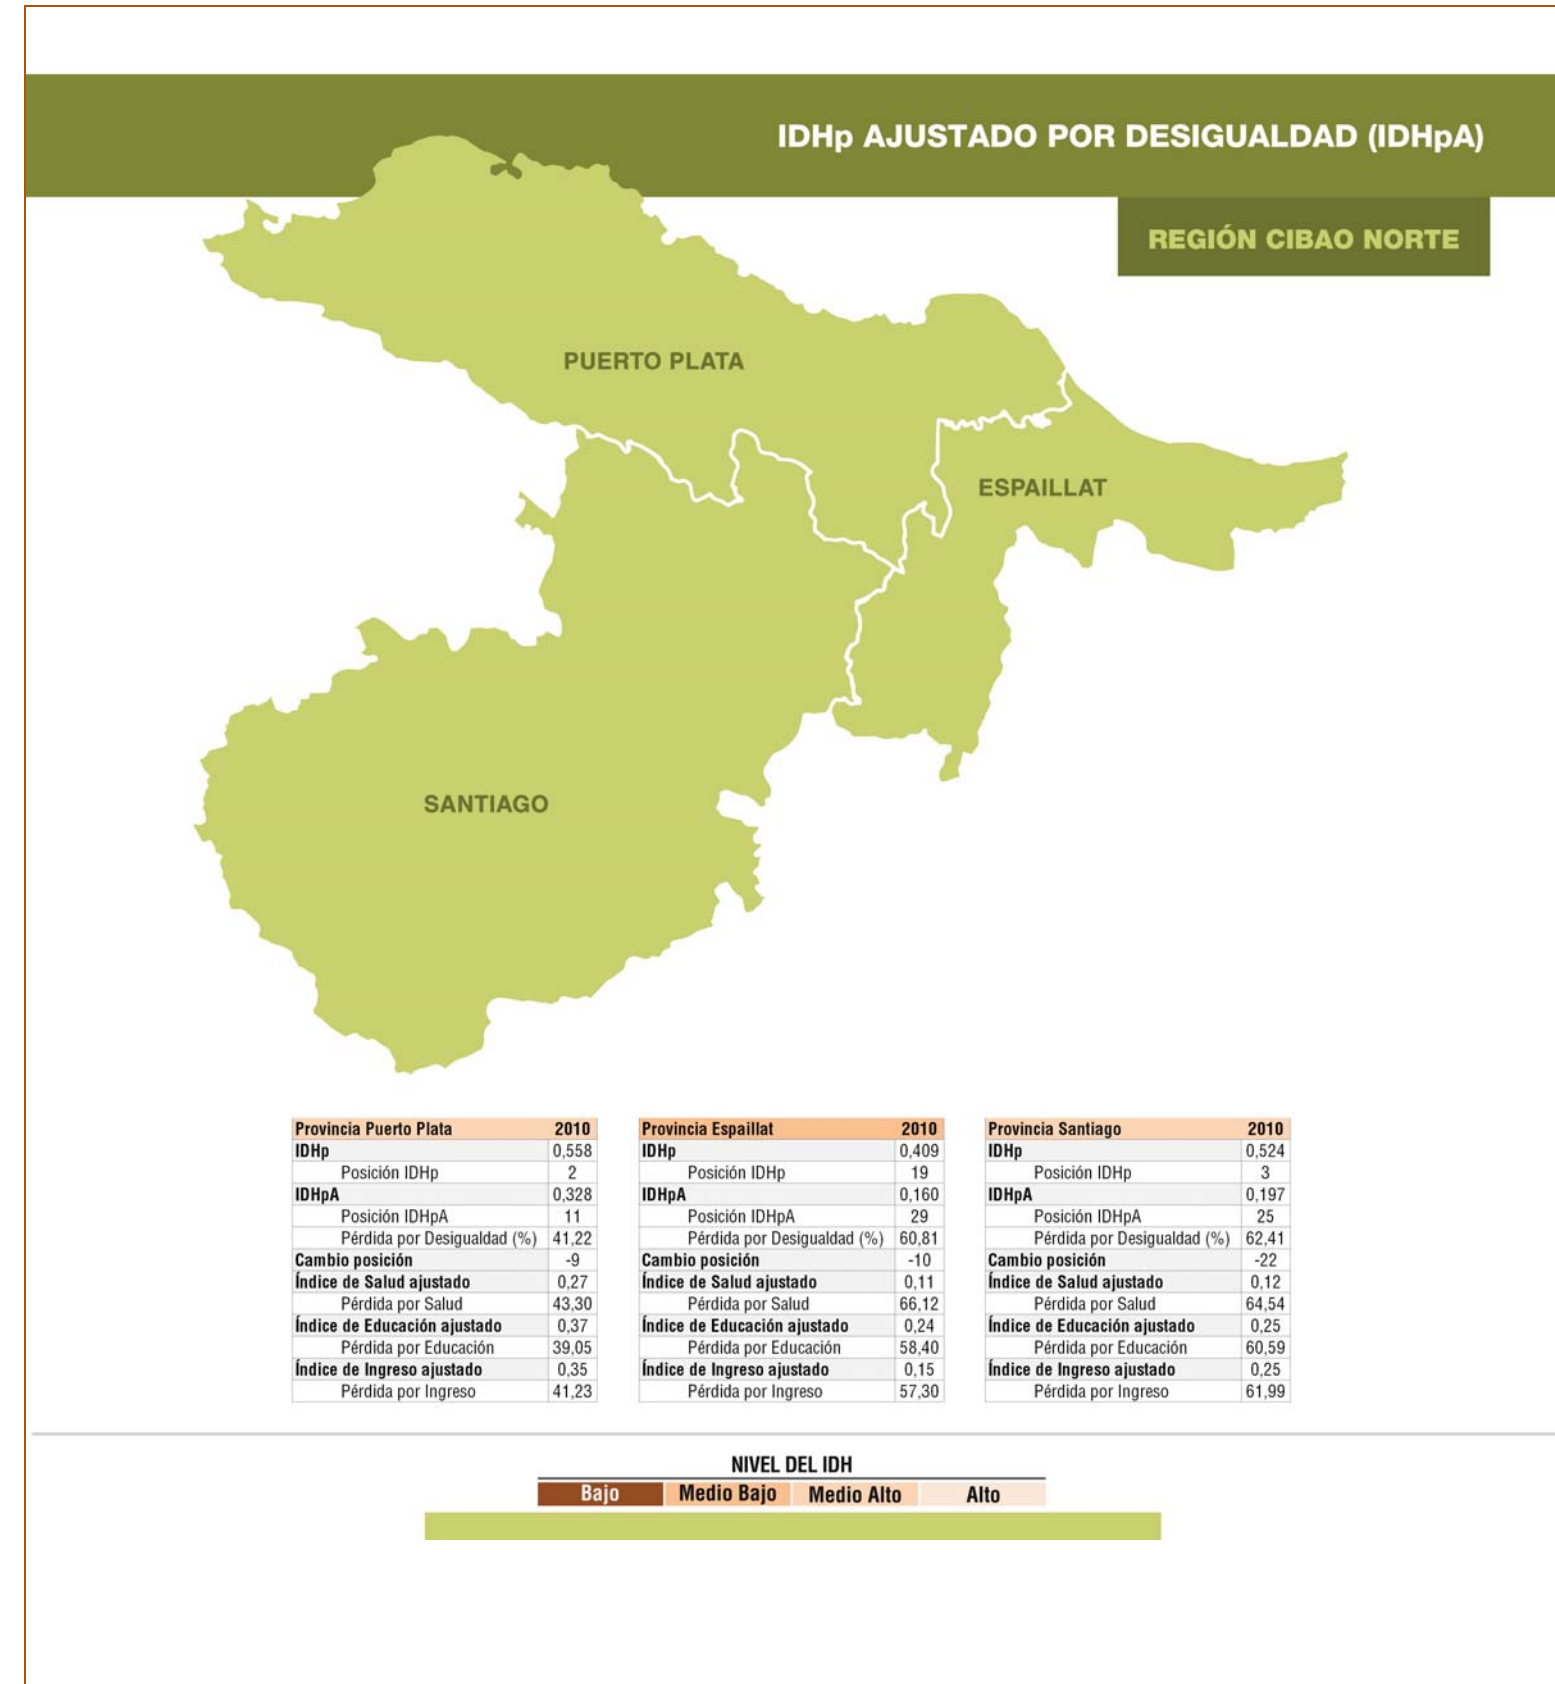 IDHp AJUSTADO POR DESIGUALDAD (IDHpA)
REGIÓN CIBAO NORTE
PUERTO PLATA
ESPAILLAT
SANTIAGO
Provincia Puerto Plata 2010
IDHp 0,558
Posición IDHp 2
IDHpA 0,328
Posición IDHpA 11
Pérdida por Desigualdad (%) 41,22
Cambio posición -9
Índice de Salud ajustado 0,27
Pérdida por Salud 43,30
Índice de Educación ajustado 0,37
Pérdida por Educación 39,05
Índice de Ingreso ajustado 0,35
Pérdida por Ingreso 41,23
Provincia Espaillat 2010
IDHp 0,409
Posición IDHp 19
IDHpA 0,160
Posición IDHpA 29
Pérdida por Desigualdad (%) 60,81
Cambio posición -10
Índice de Salud ajustado 0,11
Pérdida por Salud 66,12
Índice de Educación ajustado 0,24
Pérdida por Educación 58,40
Índice de Ingreso ajustado 0,15
Pérdida por Ingreso 57,30
Provincia Santiago 2010
IDHp 0,524
Posición IDHp 3
IDHpA 0,197
Posición IDHpA 25
Pérdida por Desigualdad (%) 62,41
Cambio posición -22
Índice de Salud ajustado 0,12
Pérdida por Salud 64,54
Índice de Educación ajustado 0,25
Pérdida por Educación 60,59
Índice de Ingreso ajustado 0,25
Pérdida por Ingreso 61,99
NIVEL DEL IDH
Bajo Medio Bajo Medio Alto Alto